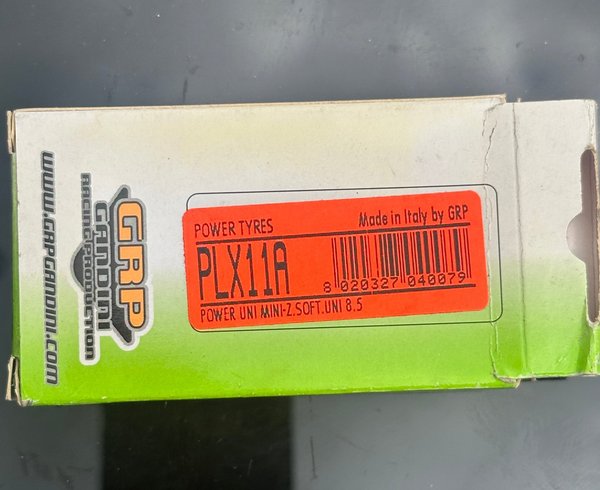 www.GRPGANDINI.com
GRP
GANDINI
RACING PRODUCTION
POWER TYRES
Made in Italy by GRP
PLX11A
8 020327 040079
POWER UNI MINI-Z.SOFT.UNI 8.5